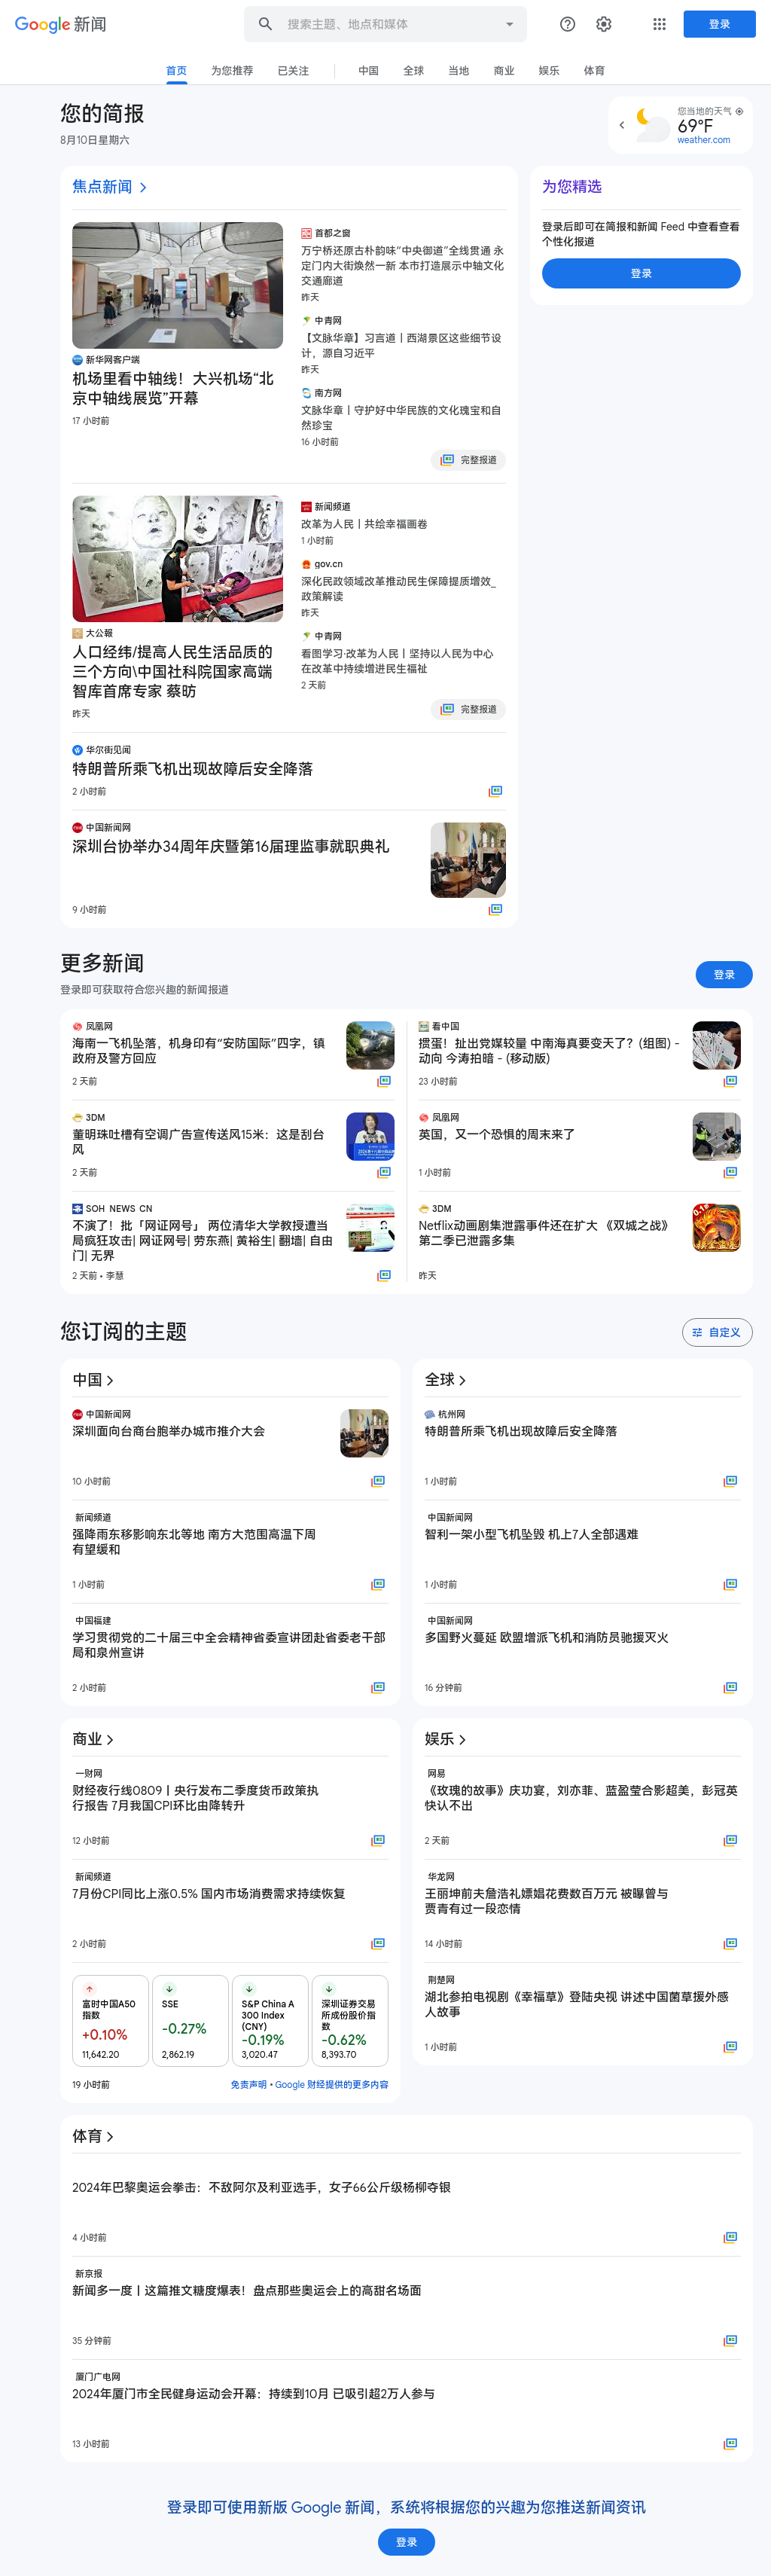 Google 新闻
搜索主题、地点和媒体
登录
首页
为您推荐
已关注
中国
全球
当地
商业
娱乐
体育
您的简报
8月10日星期六
您当地的天气
69°F
weather.com
焦点新闻
新华网客户端
机场里看中轴线！大兴机场“北
京中轴线展览”开幕
17 小时前
首都之窗
万宁桥还原古朴韵味“中央御道”全线贯通 永
定门内大街焕然一新 本市打造展示中轴文化
交通廊道
昨天
中青网
【文脉华章】习言道丨西湖景区这些细节设
计，源自习近平
昨天
南方网
文脉华章丨守护好中华民族的文化瑰宝和自
然珍宝
16 小时前
完整报道
大公報
人口经纬/提高人民生活品质的
三个方向\中国社科院国家高端
智库首席专家 蔡昉
昨天
新闻频道
改革为人民丨共绘幸福画卷
1 小时前
gov.cn
深化民政领域改革推动民生保障提质增效_
政策解读
昨天
中青网
看图学习·改革为人民丨坚持以人民为中心
在改革中持续增进民生福祉
2 天前
完整报道
华尔街见闻
特朗普所乘飞机出现故障后安全降落
2 小时前
中国新闻网
深圳台协举办34周年庆暨第16届理监事就职典礼
9 小时前
为您精选
登录后即可在简报和新闻 Feed 中查看查看
个性化报道
登录
更多新闻
登录即可获取符合您兴趣的新闻报道
登录
凤凰网
海南一飞机坠落，机身印有“安防国际”四字，镇
政府及警方回应
2 天前
3DM
董明珠吐槽有空调广告宣传送风15米：这是刮台
风
2 天前
SOH_NEWS_CN
不演了！批「网证网号」 两位清华大学教授遭当
局疯狂攻击| 网证网号| 劳东燕| 黄裕生| 翻墙| 自由
门| 无界
2 天前 • 李慧
看中国
掼蛋！扯出党媒较量 中南海真要变天了？(组图) -
动向 今涛拍暗 - (移动版)
23 小时前
凤凰网
英国，又一个恐惧的周末来了
1 小时前
3DM
Netflix动画剧集泄露事件还在扩大 《双城之战》
第二季已泄露多集
昨天
您订阅的主题
自定义
中国
中国新闻网
深圳面向台商台胞举办城市推介大会
10 小时前
新闻频道
强降雨东移影响东北等地 南方大范围高温下周
有望缓和
1 小时前
中国福建
学习贯彻党的二十届三中全会精神省委宣讲团赴省委老干部
局和泉州宣讲
2 小时前
全球
杭州网
特朗普所乘飞机出现故障后安全降落
1 小时前
中国新闻网
智利一架小型飞机坠毁 机上7人全部遇难
1 小时前
中国新闻网
多国野火蔓延 欧盟增派飞机和消防员驰援灭火
16 分钟前
商业
一财网
财经夜行线0809丨央行发布二季度货币政策执
行报告 7月我国CPI环比由降转升
12 小时前
新闻频道
7月份CPI同比上涨0.5% 国内市场消费需求持续恢复
2 小时前
富时中国A50
指数
+0.10%
11,642.20
SSE
-0.27%
2,862.19
S&P China A
300 Index
(CNY)
-0.19%
3,020.47
深圳证券交易
所成份股价指
数
-0.62%
8,393.70
19 小时前
免责声明 • Google 财经提供的更多内容
娱乐
网易
《玫瑰的故事》庆功宴，刘亦菲、蓝盈莹合影超美，彭冠英
快认不出
2 天前
华龙网
王丽坤前夫詹浩礼嫖娼花费数百万元 被曝曾与
贾青有过一段恋情
14 小时前
荆楚网
湖北参拍电视剧《幸福草》登陆央视 讲述中国菌草援外感
人故事
1 小时前
体育
2024年巴黎奥运会拳击：不敌阿尔及利亚选手，女子66公斤级杨柳夺银
4 小时前
新京报
新闻多一度丨这篇推文糖度爆表！盘点那些奥运会上的高甜名场面
35 分钟前
厦门广电网
2024年厦门市全民健身运动会开幕：持续到10月 已吸引超2万人参与
13 小时前
登录即可使用新版 Google 新闻，系统将根据您的兴趣为您推送新闻资讯
登录